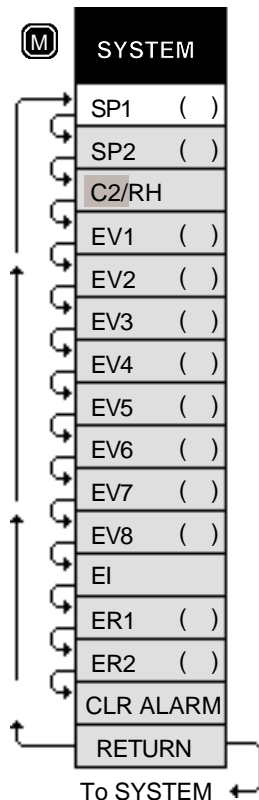 M SYSTEM
SP1 ( )
SP2 ( )
C2/RH
EV1 ( )
EV2 ( )
EV3 ( )
EV4 ( )
EV5 ( )
EV6 ( )
EV7 ( )
EV8 ( )
EI
ER1 ( )
ER2 ( )
CLR ALARM
RETURN
To SYSTEM